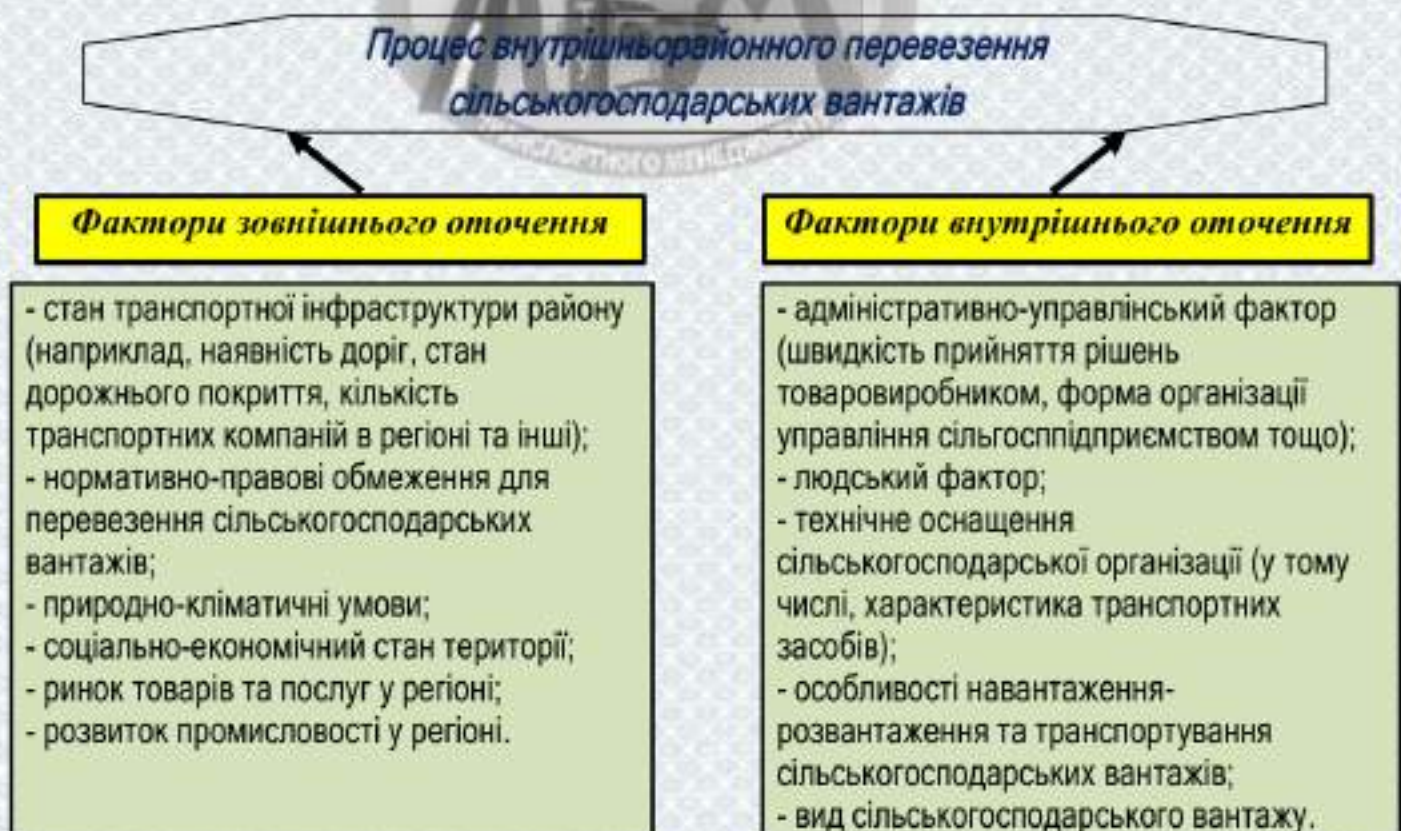 Процес внутрішньорайонного перевезення
сільськогосподарських вантажів
ТРАНСПОРТНОГО МЕНЕДЖМЕНТ
Фактори зовнішнього оточення
- стан транспортної інфраструктури району
(наприклад, наявність доріг, стан
дорожнього покриття, кількість
транспортних компаній в регіоні та інші);
- нормативно-правові обмеження для
перевезення сільськогосподарських
вантажів;
- природно-кліматичні умови;
- соціально-економічний стан території;
- ринок товарів та послуг у регіоні;
- розвиток промисловості у регіоні.
Фактори внутрішнього оточення
- адміністративно-управлінський фактор
(швидкість прийняття рішень
товаровиробником, форма організації
управління сільгосппідприємством тощо);
- людський фактор;
- технічне оснащення
сільськогосподарської організації (у тому
числі, характеристика транспортних
засобів);
- особливості навантаження-
розвантаження та транспортування
сільськогосподарських вантажів;
- вид сільськогосподарського вантажу.